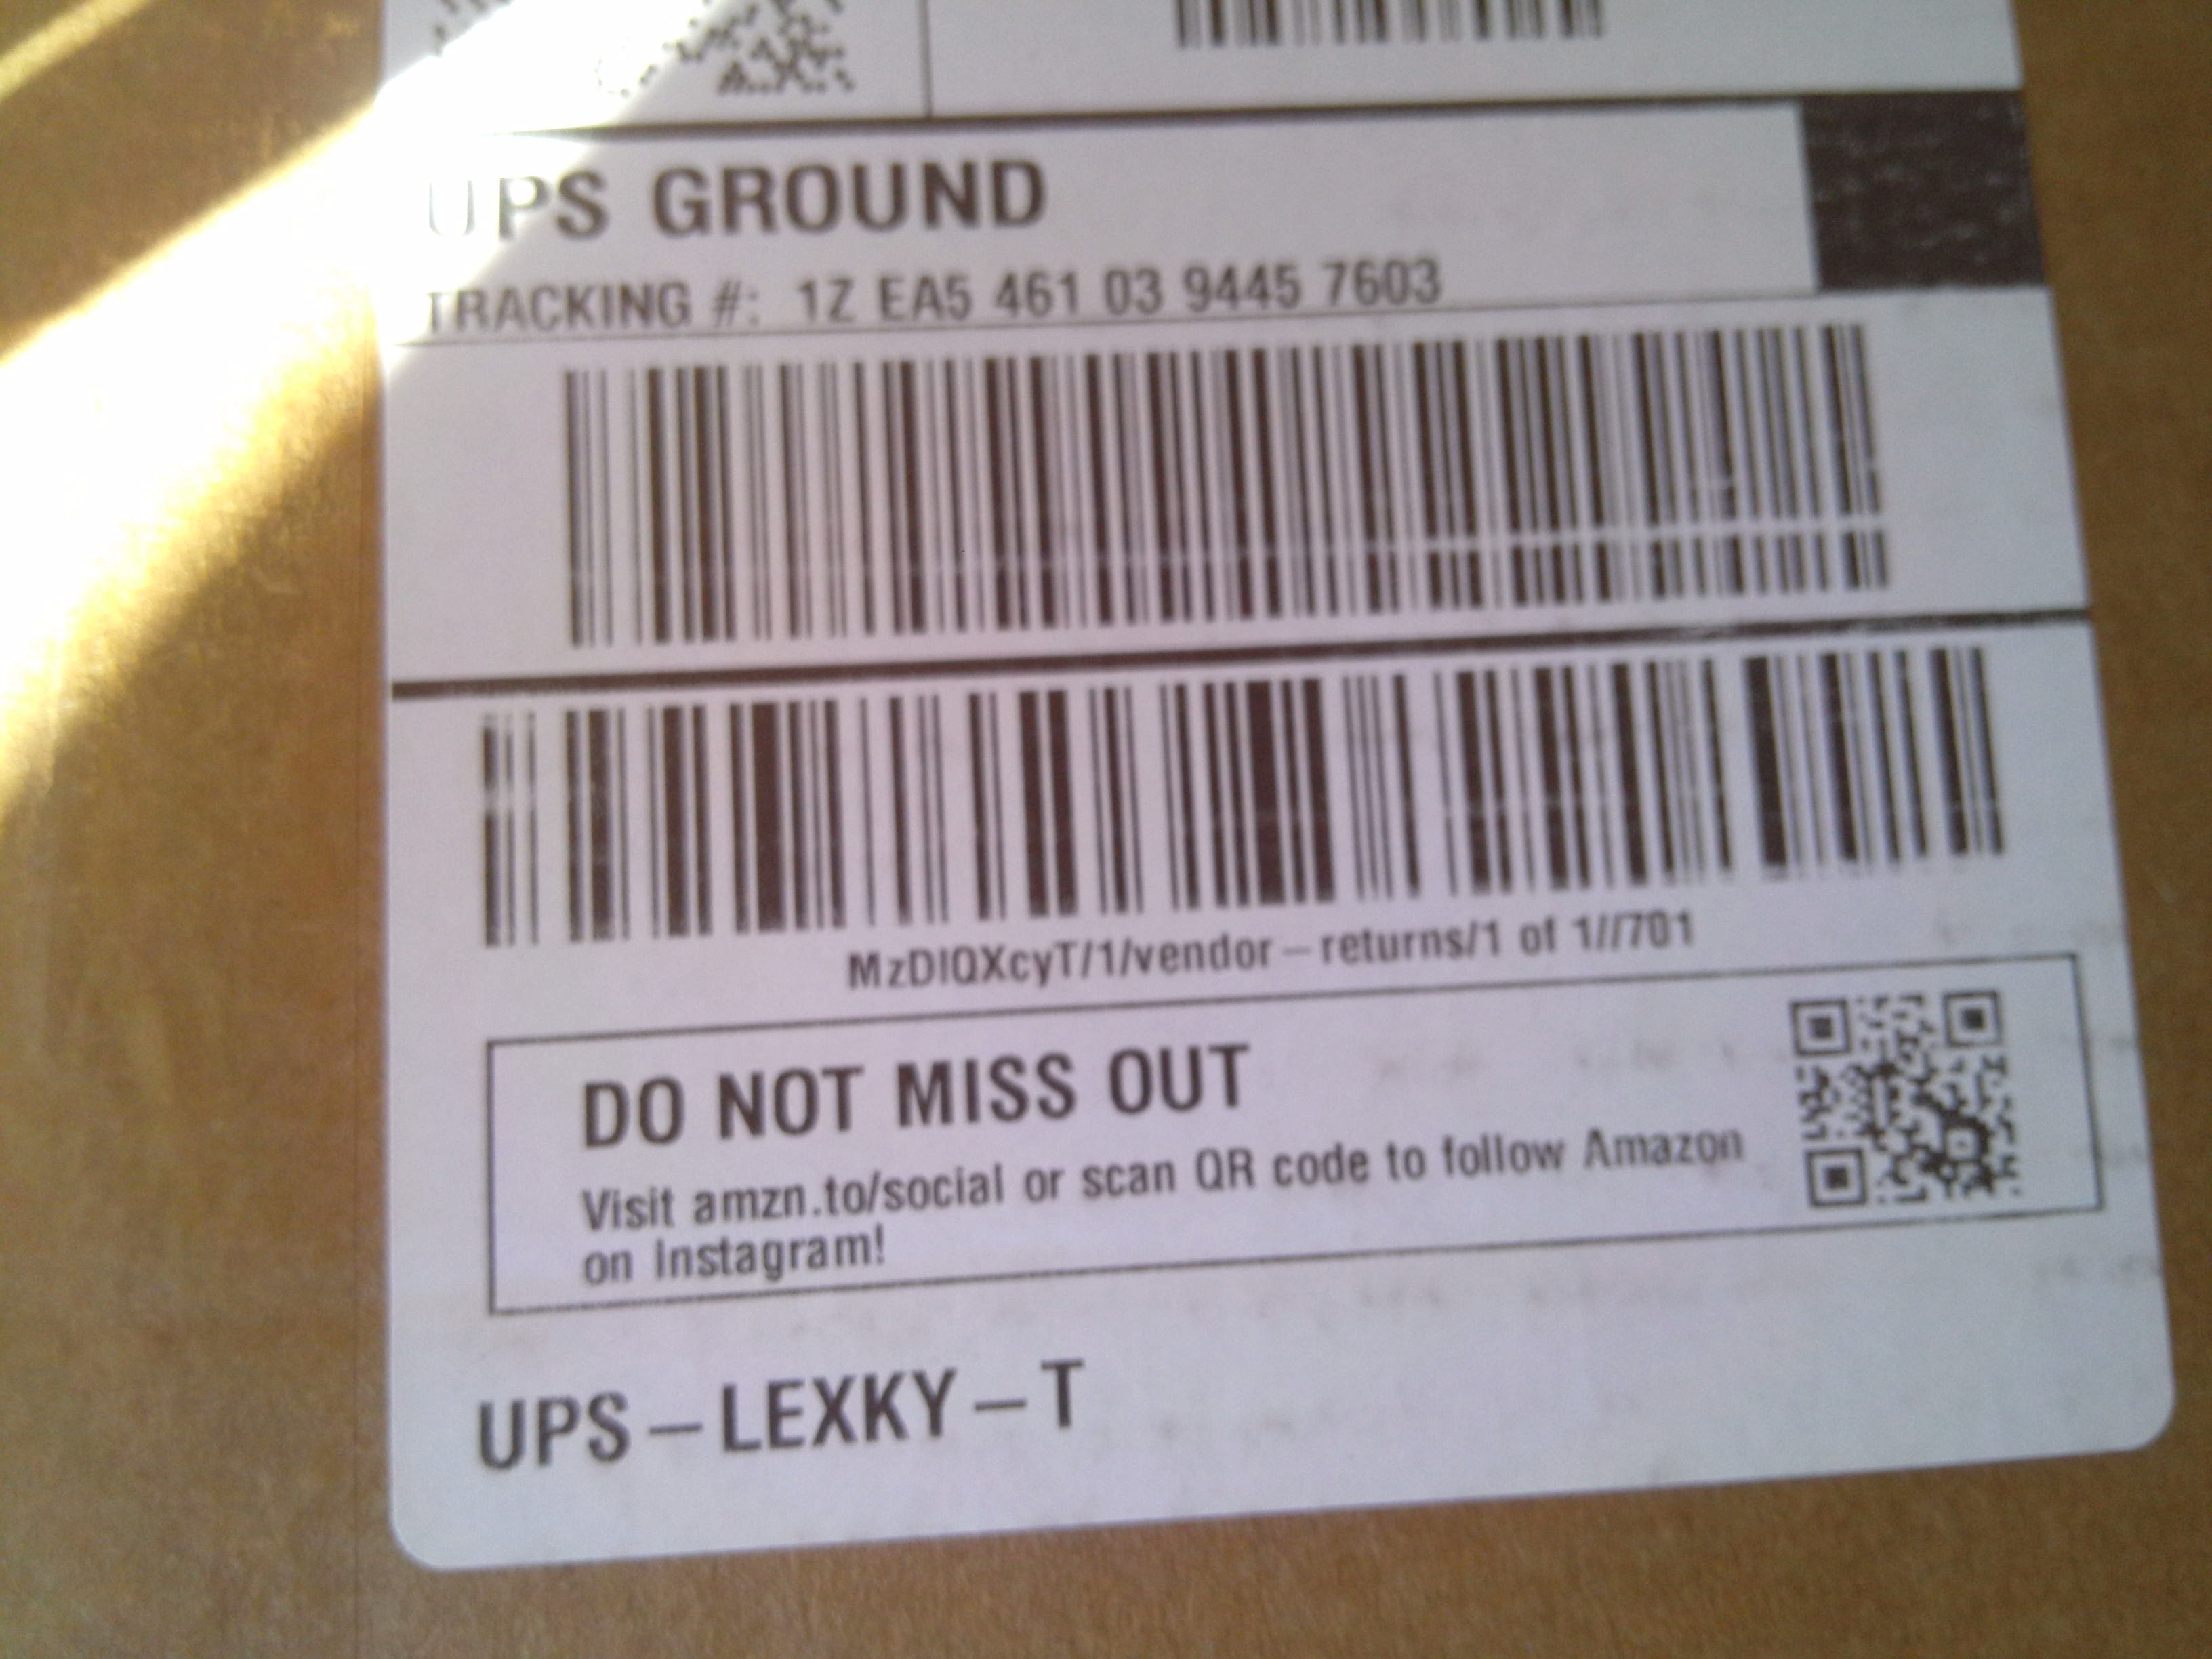 UPS GROUND
TRACKING #: 1Z EA5 461 03 9445 7603
MzDIQXcyT/1/vendor-returns/1 of 1//701
DO NOT MISS OUT
Visit amzn.to/social or scan QR code to follow Amazon
on Instagram!
UPS-LEXKY-T